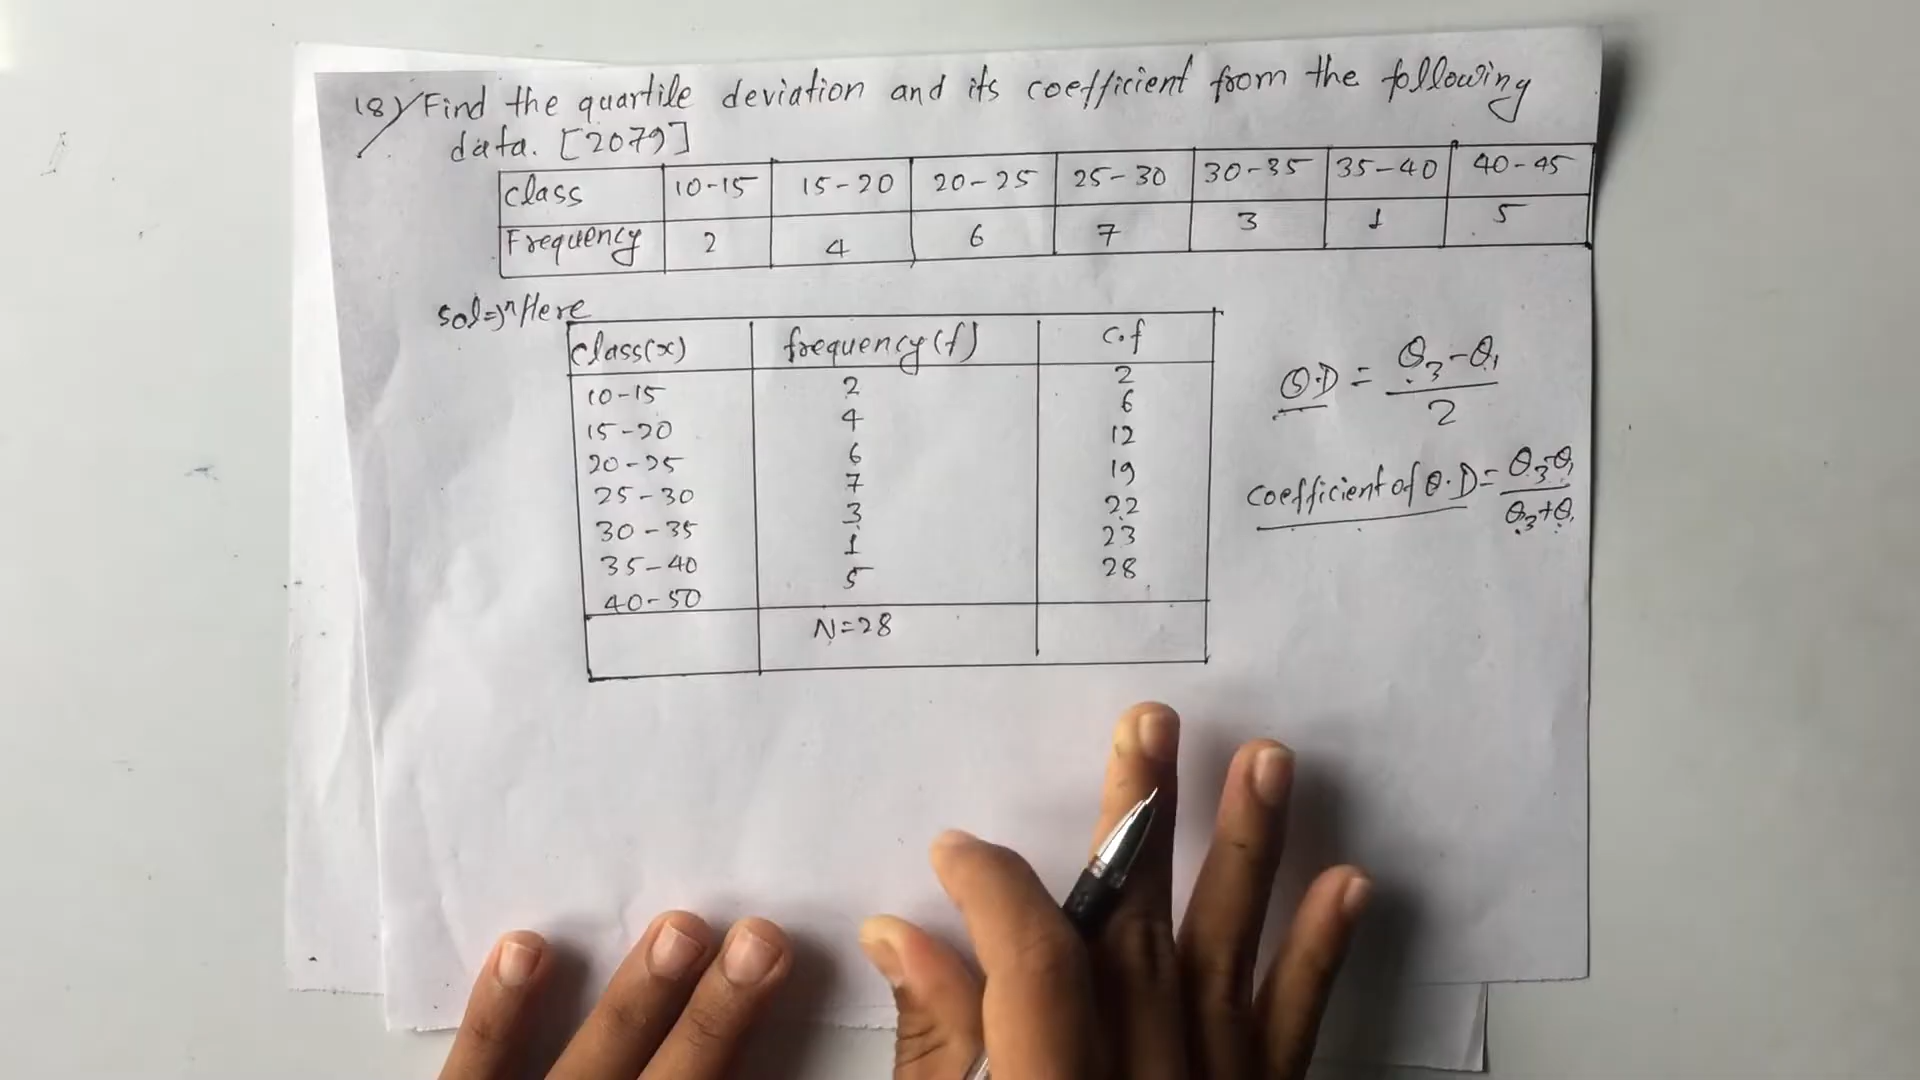 18) Find the quartile deviation and its coefficient from the following
data. [2079]
class 10-15 15-20 20-25 25-30 30-35 35-40 40-45
Frequency 2 4 6 7 3 1 5
Sol=>n Here
class(x) frequency(f) c.f
10-15 2 2
15-20 4 6
20-25 6 12
25-30 7 19
30-35 3 22
35-40 1 23
40-50 5 28
N=28
Q.D = Q3-Q1 / 2
coefficient of Q.D = Q3-Q1 / Q3+Q1